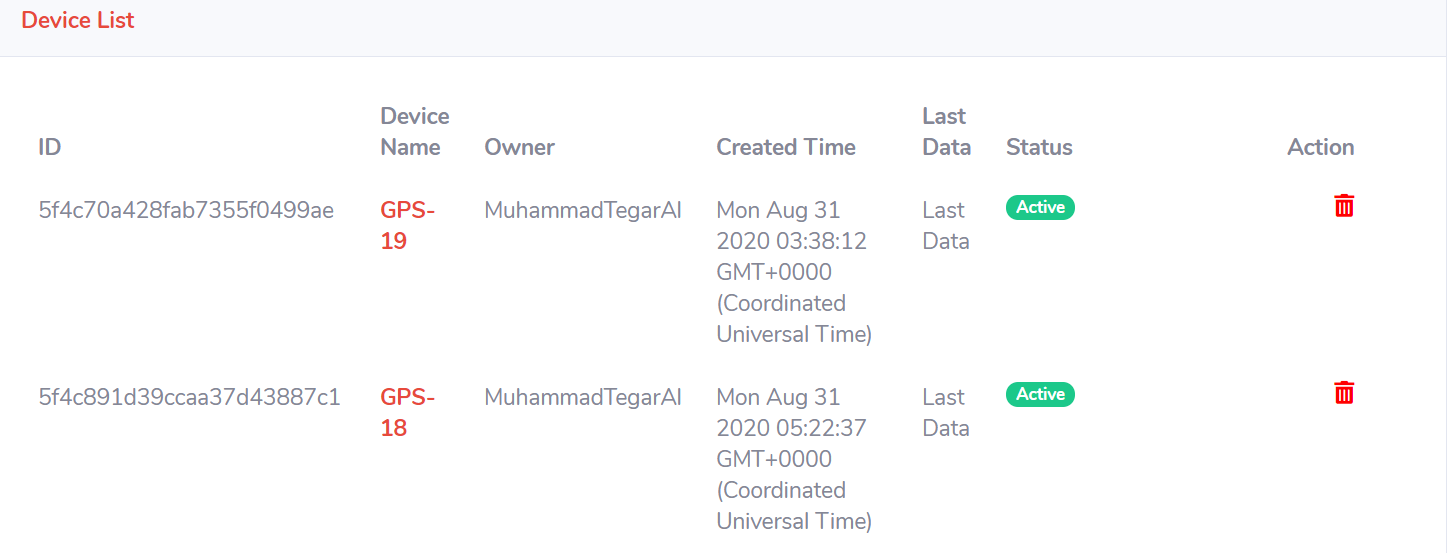 Device List
ID Device Name Owner Created Time Last Data Status Action
5f4c70a428fab7355f0499ae GPS-19 MuhammadTegarAl Mon Aug 31 2020 03:38:12 GMT+0000 (Coordinated Universal Time) Last Data Active
5f4c891d39ccaa37d43887c1 GPS-18 MuhammadTegarAl Mon Aug 31 2020 05:22:37 GMT+0000 (Coordinated Universal Time) Last Data Active